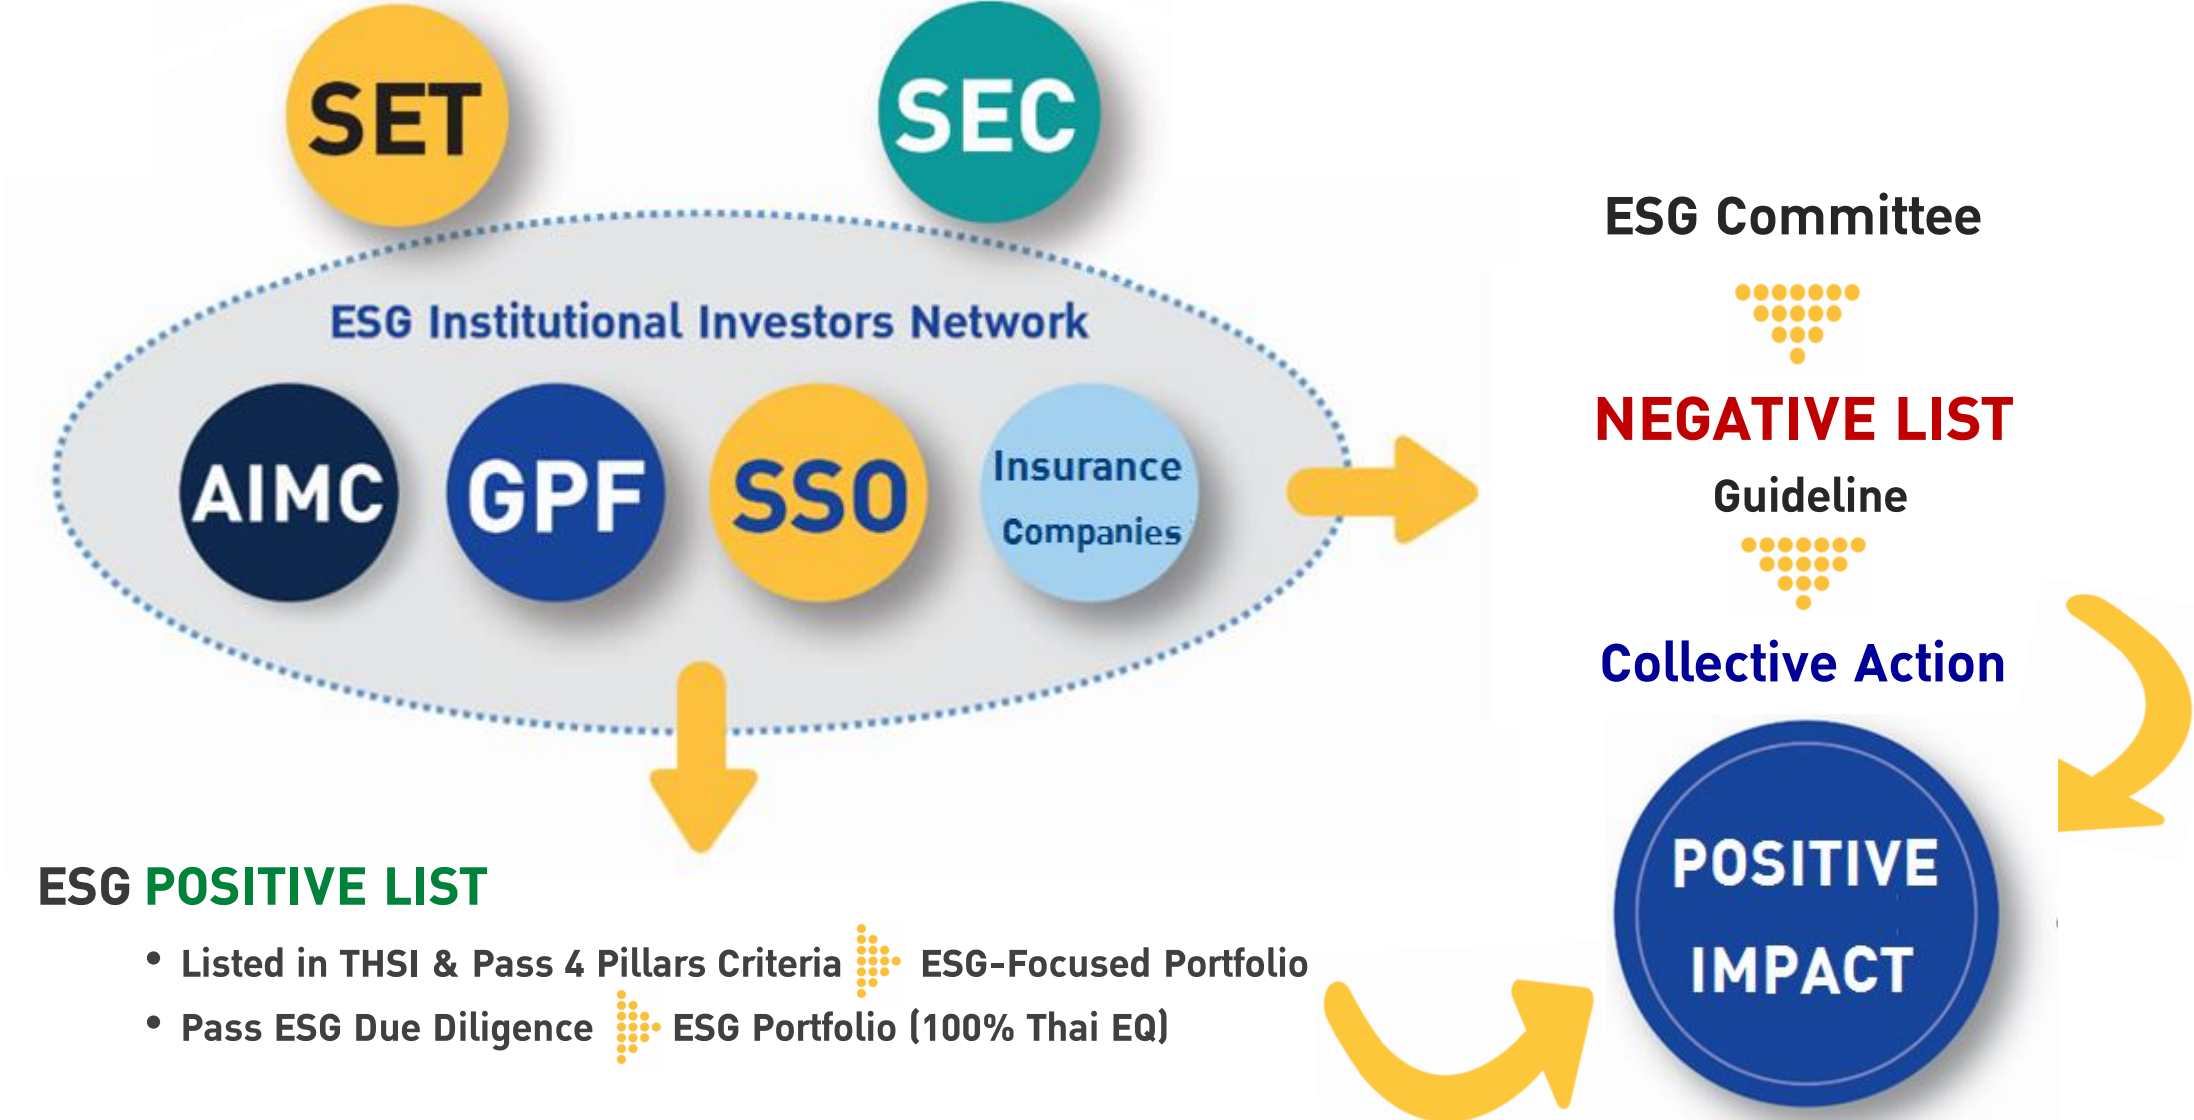 SET
SEC
ESG Institutional Investors Network
AIMC
GPF
SSO
Insurance
Companies
ESG Committee
NEGATIVE LIST
Guideline
Collective Action
POSITIVE
IMPACT
ESG POSITIVE LIST
• Listed in THSI & Pass 4 Pillars Criteria ESG-Focused Portfolio
• Pass ESG Due Diligence ESG Portfolio (100% Thai EQ)